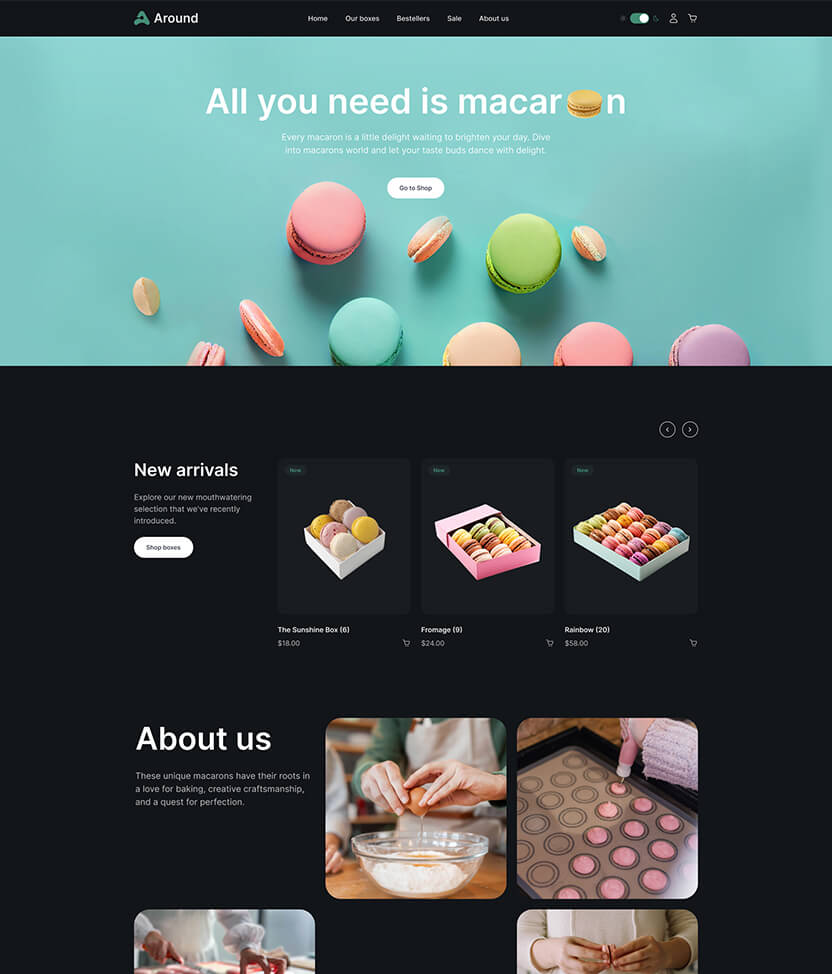 Around
Home
Our boxes
Bestellers
Sale
About us
All you need is macar n
Every macaron is a little delight waiting to brighten your day. Dive
into macarons world and let your taste buds dance with delight.
Go to Shop
New arrivals
Explore our new mouthwatering
selection that we've recently
introduced.
Shop boxes
New
New
New
The Sunshine Box (6)
$18.00
Fromage (9)
$24.00
Rainbow (20)
$58.00
About us
These unique macarons have their roots in
a love for baking, creative craftsmanship,
and a quest for perfection.